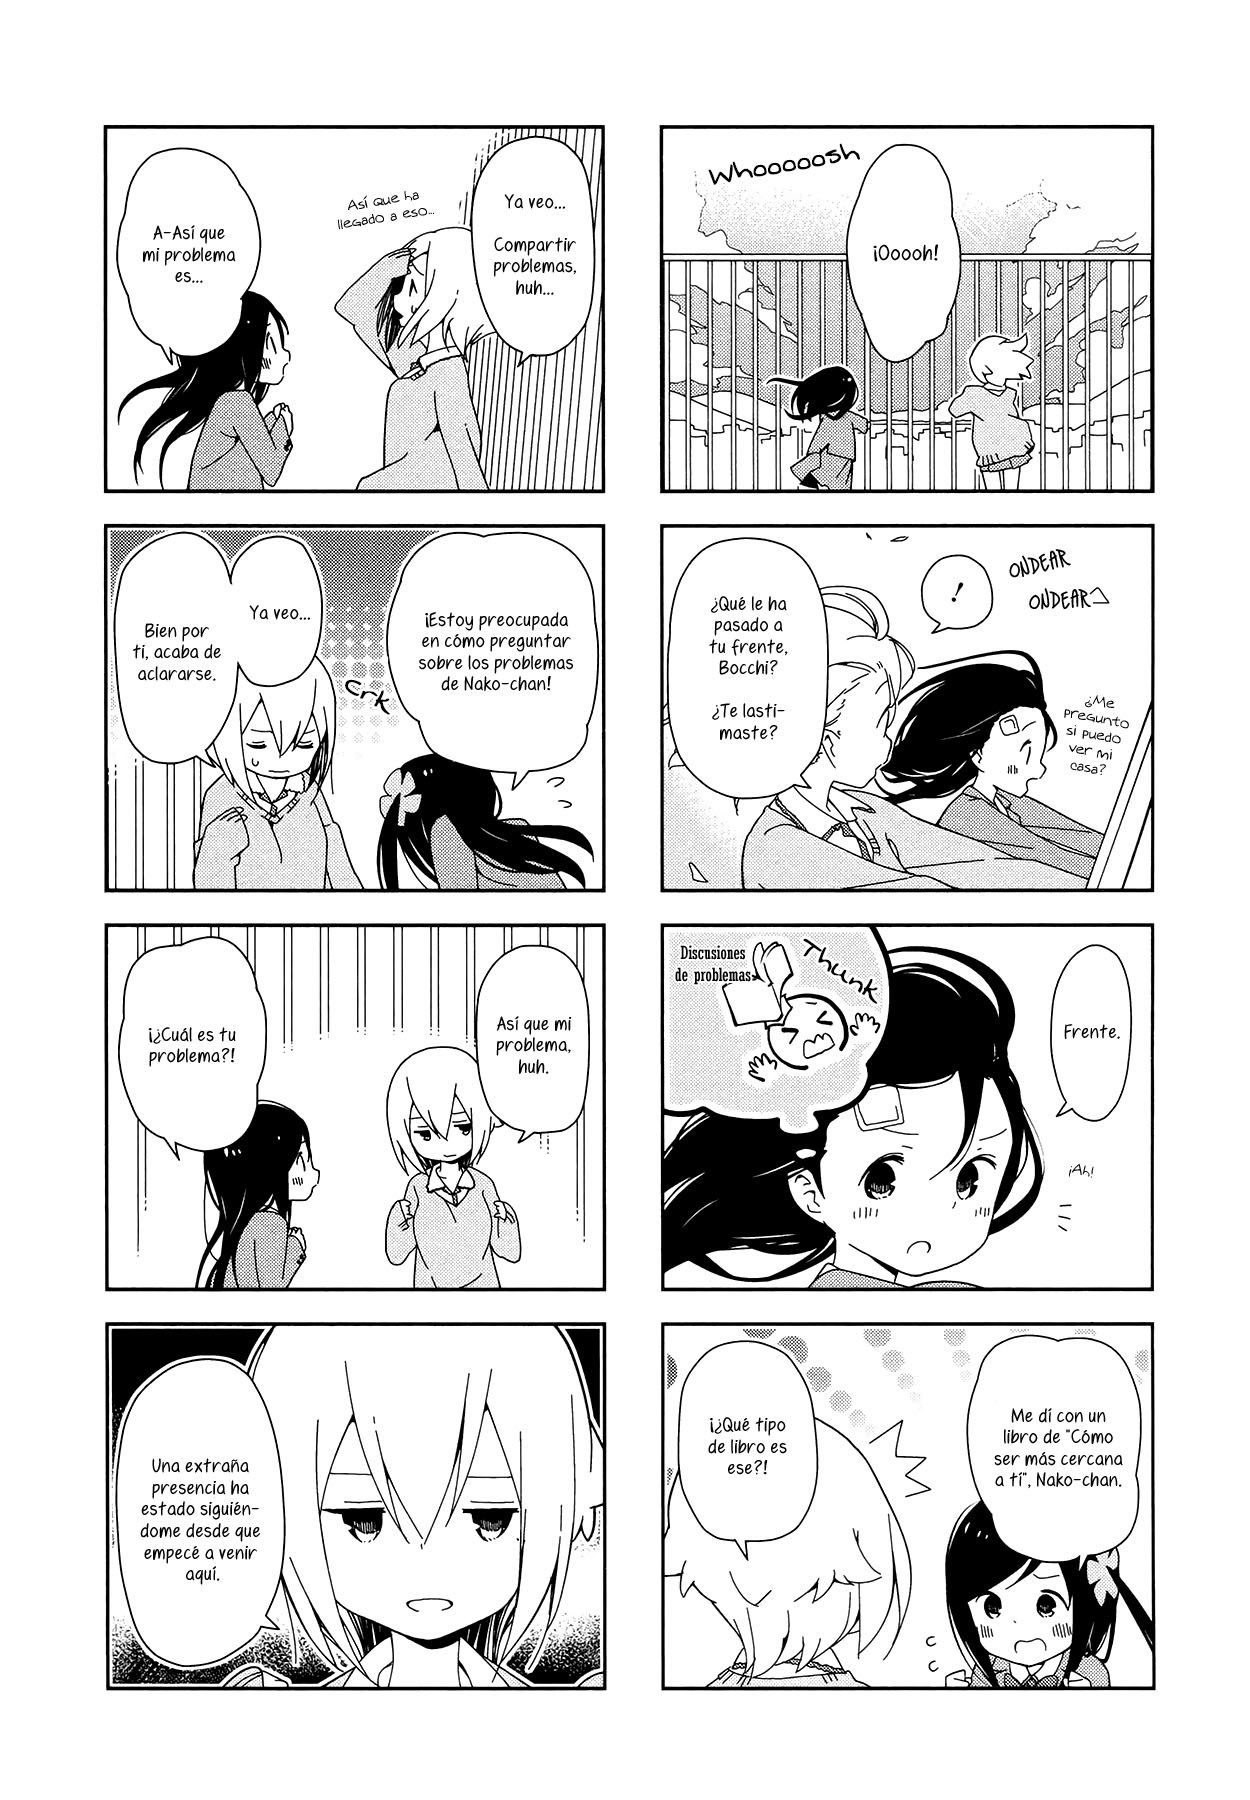 Whooooosh
¡Ooooh!
ONDEAR
ONDEAR
!
¿Qué le ha
pasado a
tu frente,
Bocchi?
¿Te lasti-
maste?
¿Me
pregunto
si puedo
ver mi
casa?
Frente.
¡Ah!
Discusiones
de problemas
Thunk
Me dí con un
libro de "Cómo
ser más cercana
a tí", Nako-chan.
¡¿Qué tipo
de libro es
ese?!
Ya veo...
Compartir
problemas,
huh...
Así que ha
llegado a eso...
A-Así que
mi problema
es...
¡Estoy preocupada
en cómo preguntar
sobre los problemas
de Nako-chan!
Crk
Ya veo...
Bien por
ti, acaba de
aclararse.
Así que mi
problema,
huh.
¡¿Cuál es tu
problema?!
Una extraña
presencia ha
estado siguién-
dome desde que
empecé a venir
aquí.